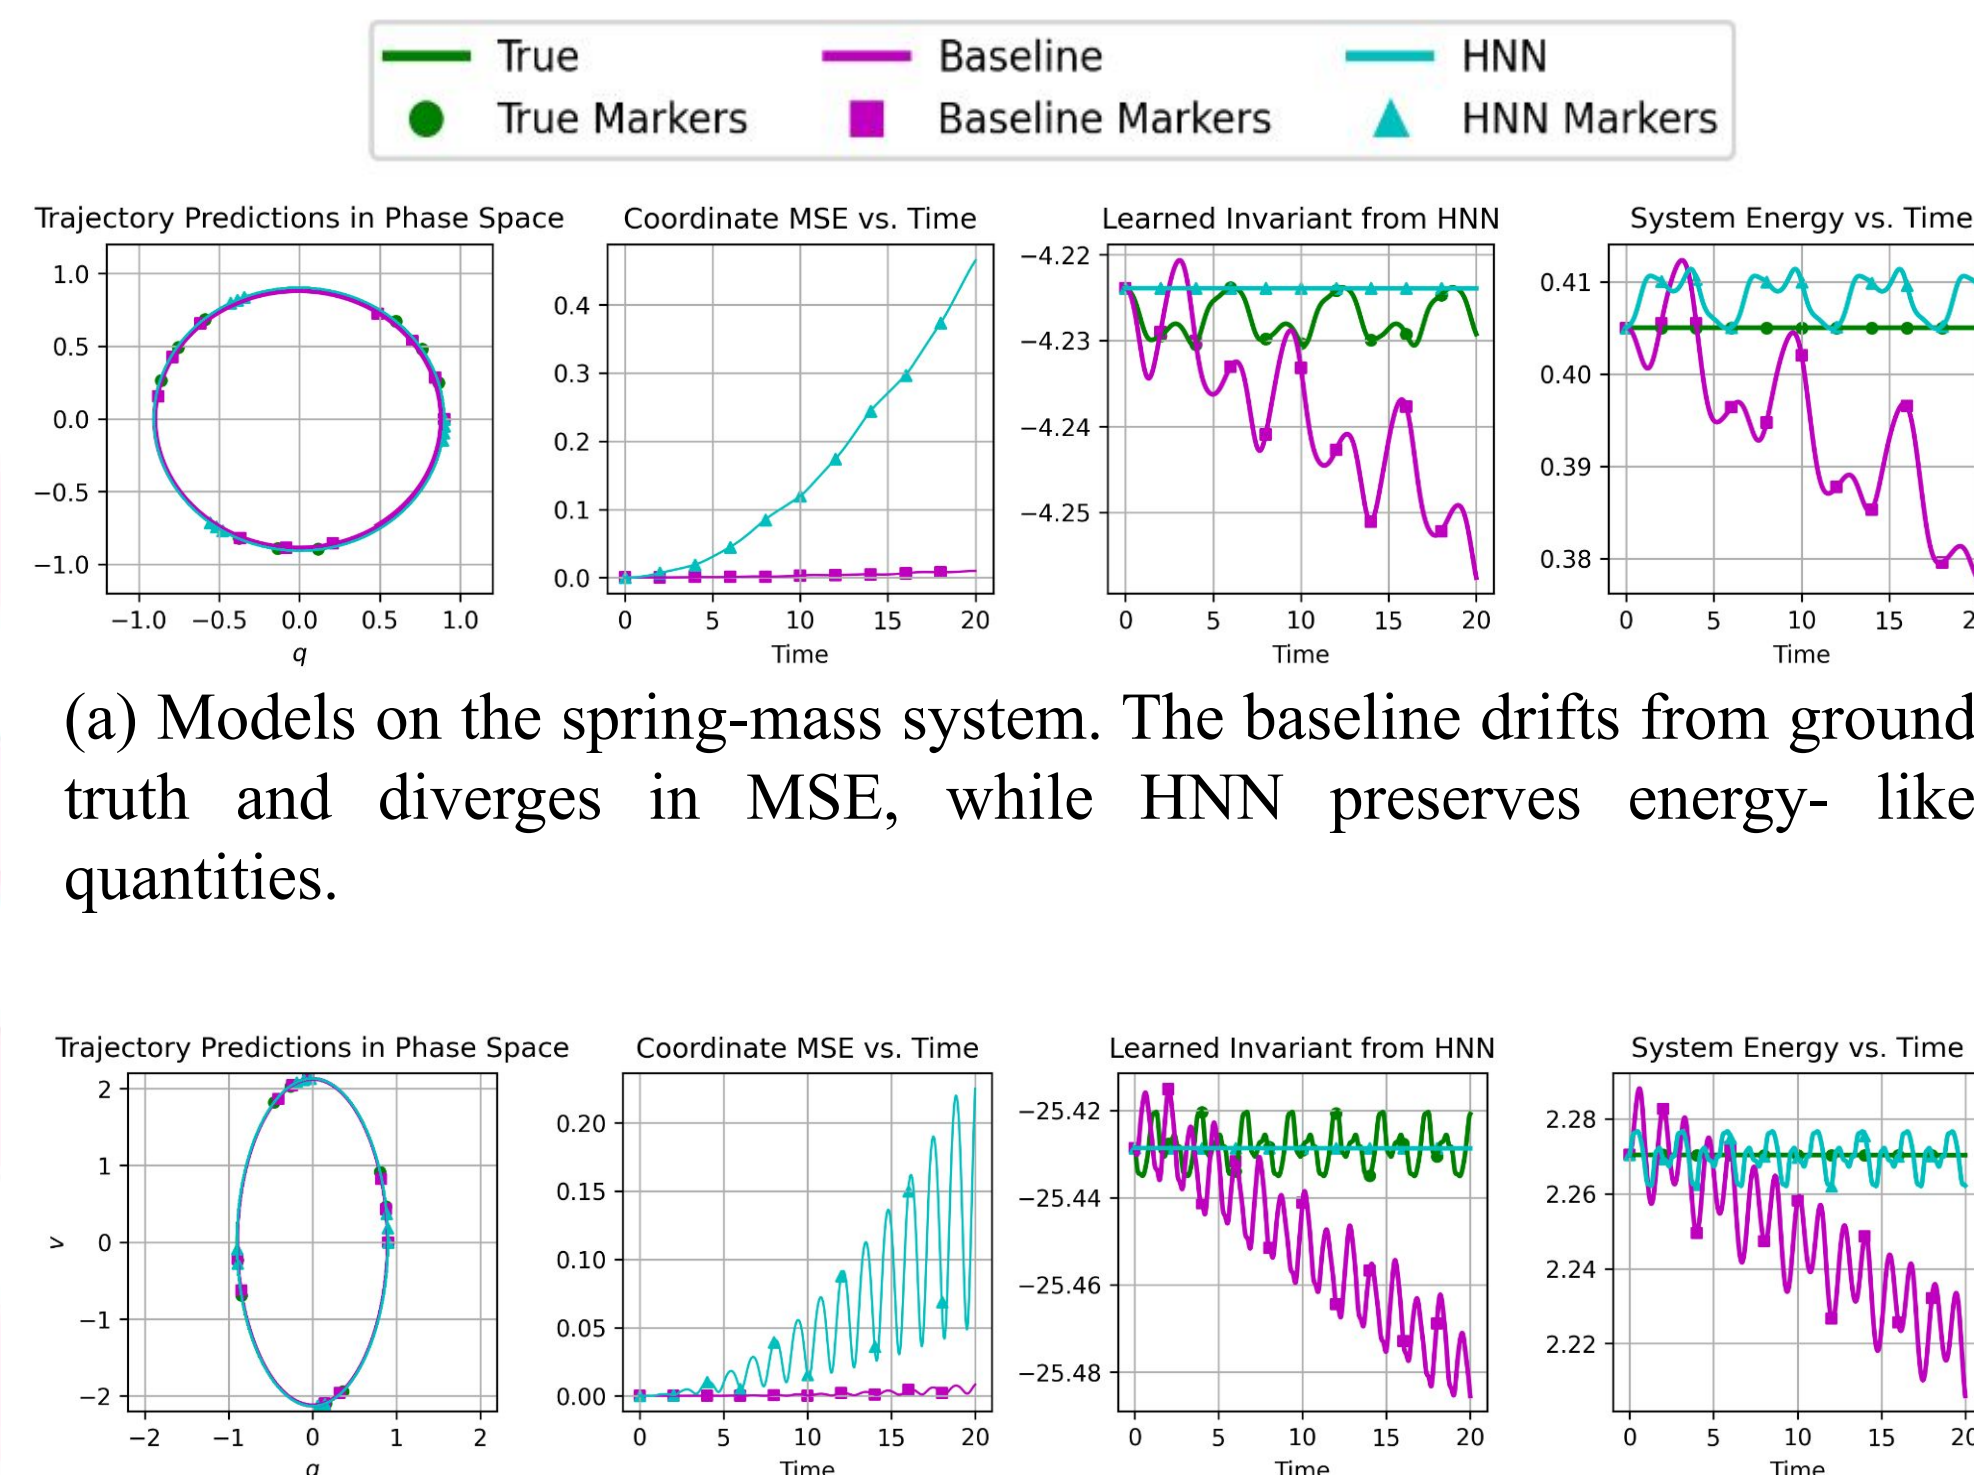 True Baseline HNN
True Markers Baseline Markers HNN Markers
Trajectory Predictions in Phase Space Coordinate MSE vs. Time Learned Invariant from HNN System Energy vs. Time
1.0
0.5
0.0
−0.5
−1.0
−1.0 −0.5 0.0 0.5 1.0
q
0.4
0.3
0.2
0.1
0.0
0 5 10 15 20
Time
−4.22
−4.23
−4.24
−4.25
0 5 10 15 20
Time
0.41
0.40
0.39
0.38
0 5 10 15 2
Time
(a) Models on the spring-mass system. The baseline drifts from ground
truth and diverges in MSE, while HNN preserves energy- like
quantities.
Trajectory Predictions in Phase Space Coordinate MSE vs. Time Learned Invariant from HNN System Energy vs. Time
2
1
0
−1
−2
v
−2 −1 0 1 2
q
0.20
0.15
0.10
0.05
0.00
0 5 10 15 20
Time
−25.42
−25.44
−25.46
−25.48
0 5 10 15 20
Time
2.28
2.26
2.24
2.22
0 5 10 15 20
Time